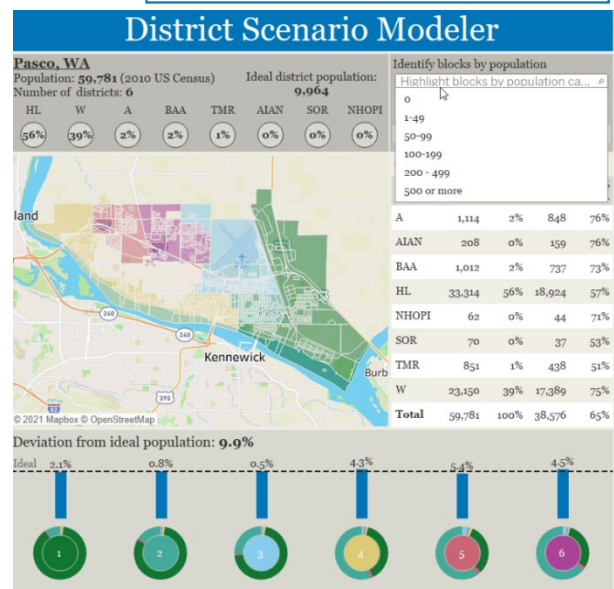 District Scenario Modeler
Pasco, WA
Population: 59,781 (2010 US Census)
Number of districts: 6
Ideal district population:
9,964
HL W A BAA TMR AIAN SOR NHOPI
56% 39% 2% 2% 1% 0% 0% 0%
Identify blocks by population
Highlight blocks by population ca...
0
1-49
50-99
100-199
200 - 499
500 or more
A 1,114 2% 848 76%
AIAN 208 0% 159 76%
BAA 1,012 2% 737 73%
HL 33,314 56% 18,924 57%
NHOPI 62 0% 44 71%
SOR 70 0% 37 53%
TMR 851 1% 438 51%
W 23,150 39% 17,389 75%
Total 59,781 100% 38,576 65%
land
240
240
Kennewick
Burb
395
82
© 2021 Mapbox © OpenStreetMap
Deviation from ideal population: 9.9%
Ideal 2.1% 0.8% 0.5% 4.3% 5.4% 4.5%
1 2 3 4 5 6